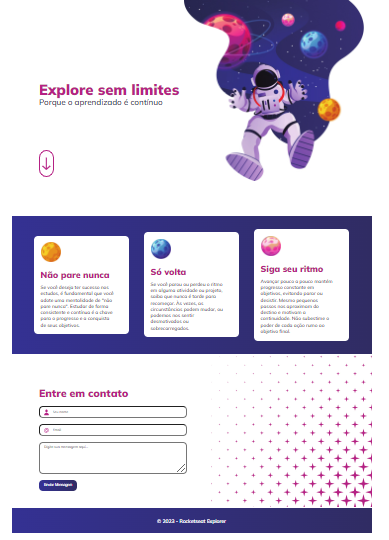 Explore sem limites
Porque o aprendizado é contínuo
Não pare nunca
Se você deseja ter sucesso nos
estudos, é fundamental que você
adote uma mentalidade de "não
pare nunca". Estudar de forma
consistente e contínua é a chave
para o progresso e a conquista
de seus objetivos.
Só volta
Se você parou ou perdeu o ritmo
em alguma atividade ou projeto,
saiba que nunca é tarde para
recomeçar. Às vezes, as
circunstâncias podem mudar, ou
podemos nos sentir
desmotivados ou
sobrecarregados.
Siga seu ritmo
Avançar pouco a pouco mantém
progresso constante em
objetivos, evitando parar ou
desistir. Mesmo pequenos
passos nos aproximam do
destino e motivam a
continuidade. Não subestime o
poder de cada ação rumo ao
objetivo final.
Entre em contato
Digite sua mensagem aqui...
Enviar Mensagem
© 2023 - Rocketseat Explorer